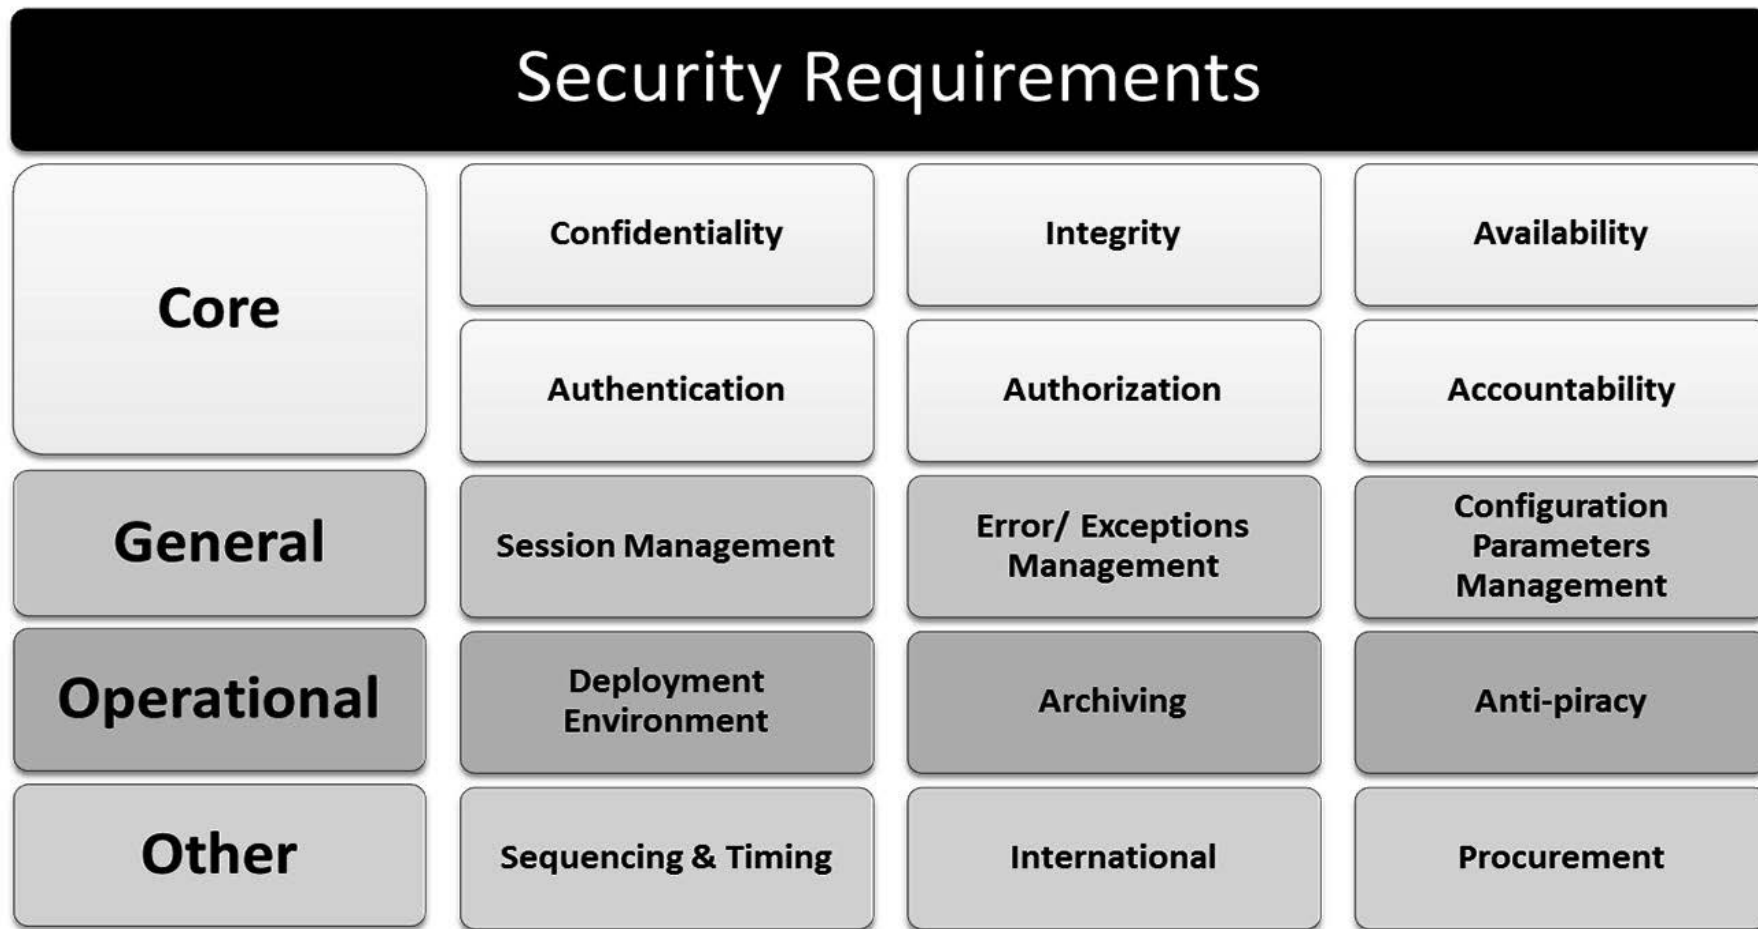 Security Requirements
Core
Confidentiality
Integrity
Availability
Authentication
Authorization
Accountability
General
Session Management
Error/ Exceptions
Management
Configuration
Parameters
Management
Operational
Deployment
Environment
Archiving
Anti-piracy
Other
Sequencing & Timing
International
Procurement